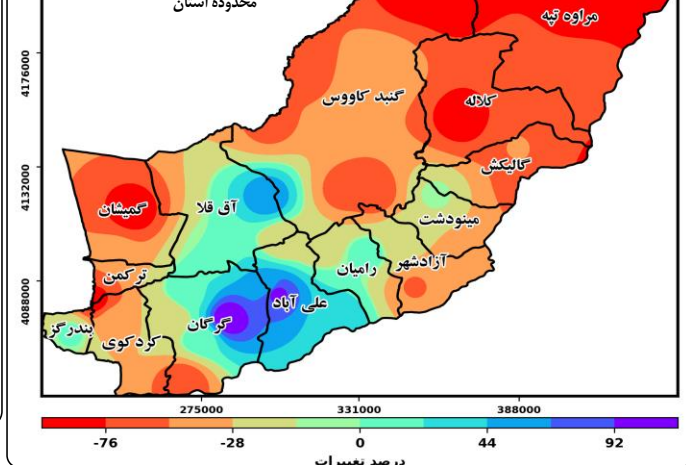 محدوده استان
مراوه تپه
گنبد کاووس
کلاله
گالیکش
گمیشان
آق قلا
مینودشت
ترکمن
رامیان
آزادشهر
بندرگز
کردکوی
گرگان
علی آباد
4176000
4132000
4088000
275000
331000
388000
-76
-28
0
44
92
درصد تغییرات